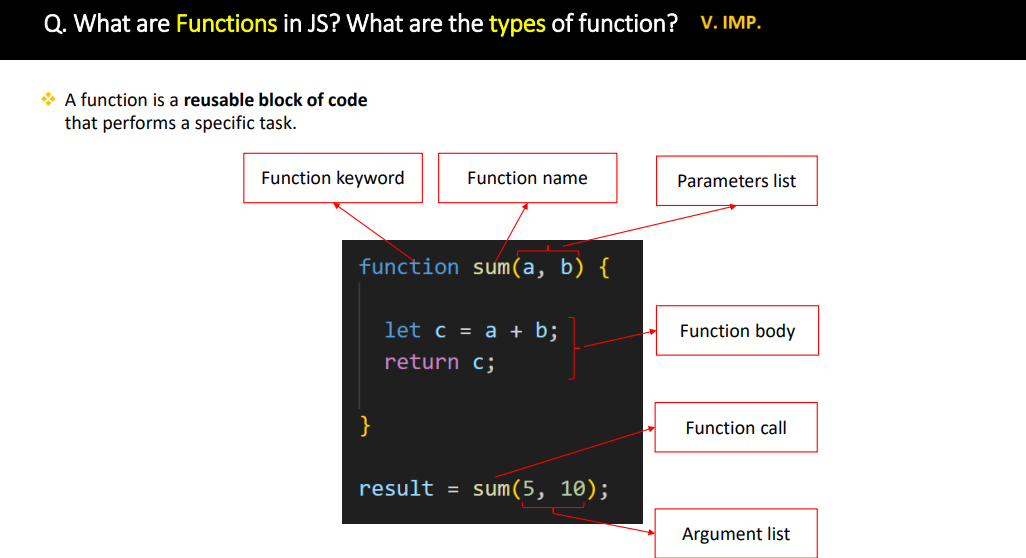 Q. What are Functions in JS? What are the types of function? V. IMP.
❖ A function is a reusable block of code
that performs a specific task.
Function keyword
Function name
Parameters list
function sum(a, b) {
let c = a + b;
return c;
Function body
}
Function call
result = sum(5, 10);
Argument list